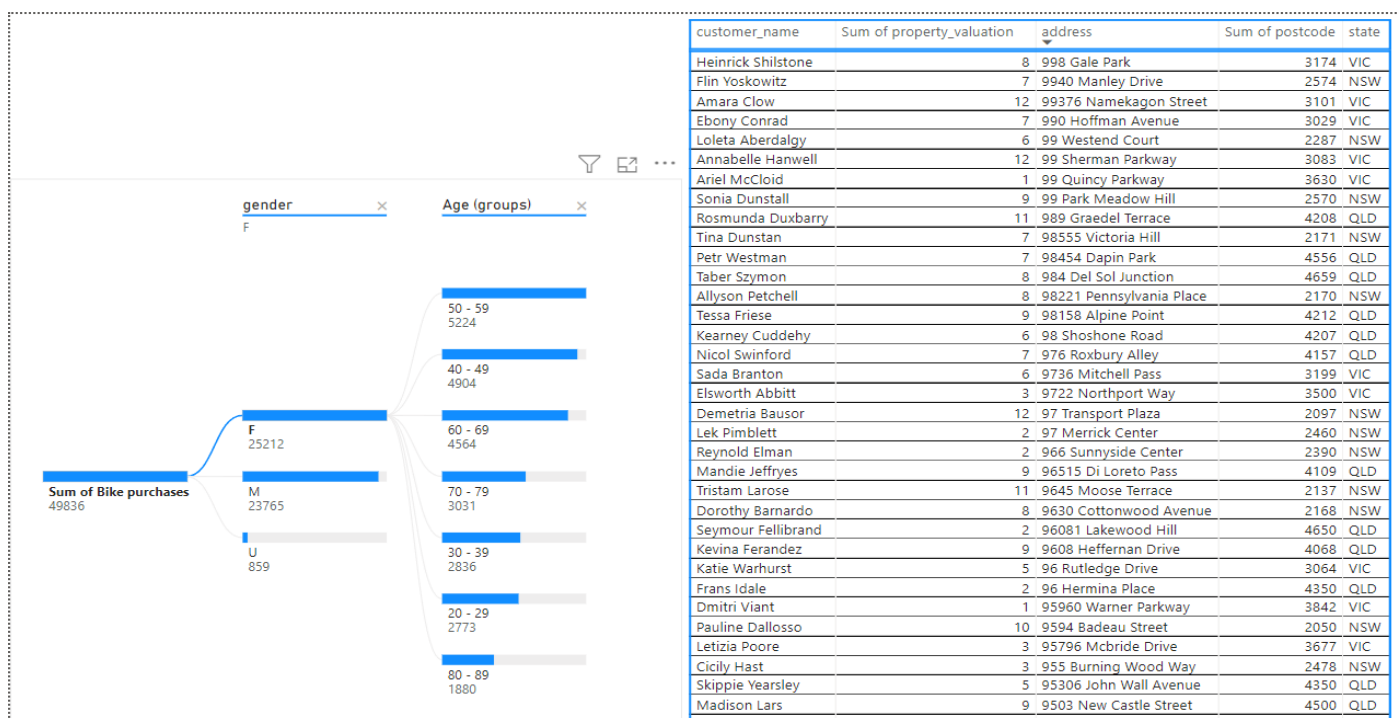 gender
F
Age (groups)
50 - 59
5224
40 - 49
4904
60 - 69
4564
F
25212
Sum of Bike purchases
49836
M
23765
70 - 79
3031
U
859
30 - 39
2836
20 - 29
2773
80 - 89
1880
customer_name Sum of property_valuation address Sum of postcode state
Heinrick Shilstone 8 998 Gale Park 3174 VIC
Flin Yoskowitz 7 9940 Manley Drive 2574 NSW
Amara Clow 12 99376 Namekagon Street 3101 VIC
Ebony Conrad 7 990 Hoffman Avenue 3029 VIC
Loleta Aberdalgy 6 99 Westend Court 2287 NSW
Annabelle Hanwell 12 99 Sherman Parkway 3083 VIC
Ariel McCloid 1 99 Quincy Parkway 3630 VIC
Sonia Dunstall 9 99 Park Meadow Hill 2570 NSW
Rosmunda Duxbarry 11 989 Graedel Terrace 4208 QLD
Tina Dunstan 7 98555 Victoria Hill 2171 NSW
Petr Westman 7 98454 Dapin Park 4556 QLD
Taber Szymon 8 984 Del Sol Junction 4659 QLD
Allyson Petchell 8 98221 Pennsylvania Place 2170 NSW
Tessa Friese 9 98158 Alpine Point 4212 QLD
Kearney Cuddehy 6 98 Shoshone Road 4207 QLD
Nicol Swinford 7 976 Roxbury Alley 4157 QLD
Sada Branton 6 9736 Mitchell Pass 3199 VIC
Elsworth Abbitt 3 9722 Northport Way 3500 VIC
Demetria Bausor 12 97 Transport Plaza 2097 NSW
Lek Pimblett 2 97 Merrick Center 2460 NSW
Reynold Elman 2 966 Sunnyside Center 2390 NSW
Mandie Jeffryes 9 96515 Di Loreto Pass 4109 QLD
Tristam Larose 11 9645 Moose Terrace 2137 NSW
Dorothy Barnardo 8 9630 Cottonwood Avenue 2168 NSW
Seymour Fellibrand 2 96081 Lakewood Hill 4650 QLD
Kevina Ferandez 9 9608 Heffernan Drive 4068 QLD
Katie Warhurst 5 96 Rutledge Drive 3064 VIC
Frans Idale 2 96 Hermina Place 4350 QLD
Dmitri Viant 1 95960 Warner Parkway 3842 VIC
Pauline Dallosso 10 9594 Badeau Street 2050 NSW
Letizia Poore 3 95796 Mcbride Drive 3677 VIC
Cicily Hast 3 955 Burning Wood Way 2478 NSW
Skippie Yearsley 5 95306 John Wall Avenue 4350 QLD
Madison Lars 9 9503 New Castle Street 4500 QLD